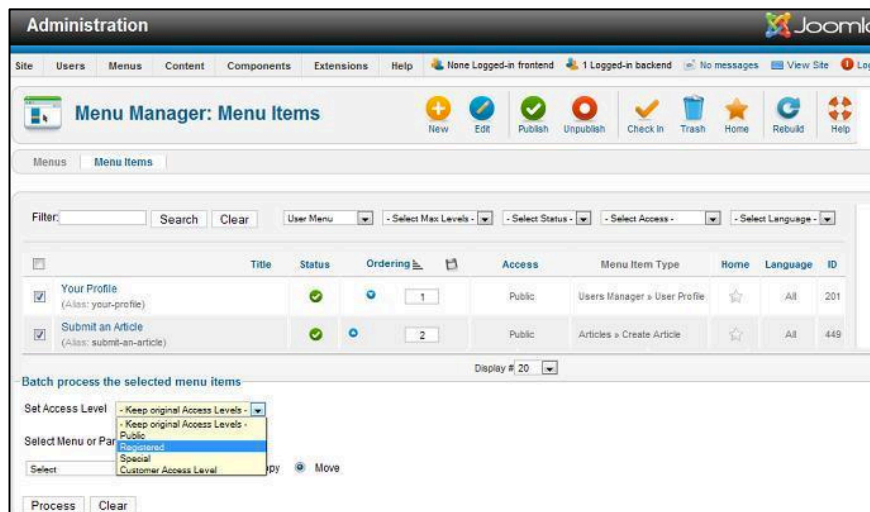 Administration
Joomla
Site Users Menus Content Components Extensions Help None Logged-in frontend 1 Logged-in backend No messages View Site Log
Menu Manager: Menu Items
New Edit Publish Unpublish Check In Trash Home Rebuild Help
Menus Menu Items
Filter: Search Clear User Menu - Select Max Levels - - Select Status - - Select Access - - Select Language -
Title Status Ordering Access Menu Item Type Home Language ID
Your Profile
(Alias: your-profile)
1 Public Users Manager » User Profile All 201
Submit an Article
(Alias: submit-an-article)
2 Public Articles » Create Article All 449
Display # 20
Batch process the selected menu items
Set Access Level - Keep original Access Levels -
- Keep original Access Levels -
Public
Select Menu or Par
Registered
Special
Customer Access Level
Select
py Move
Process Clear